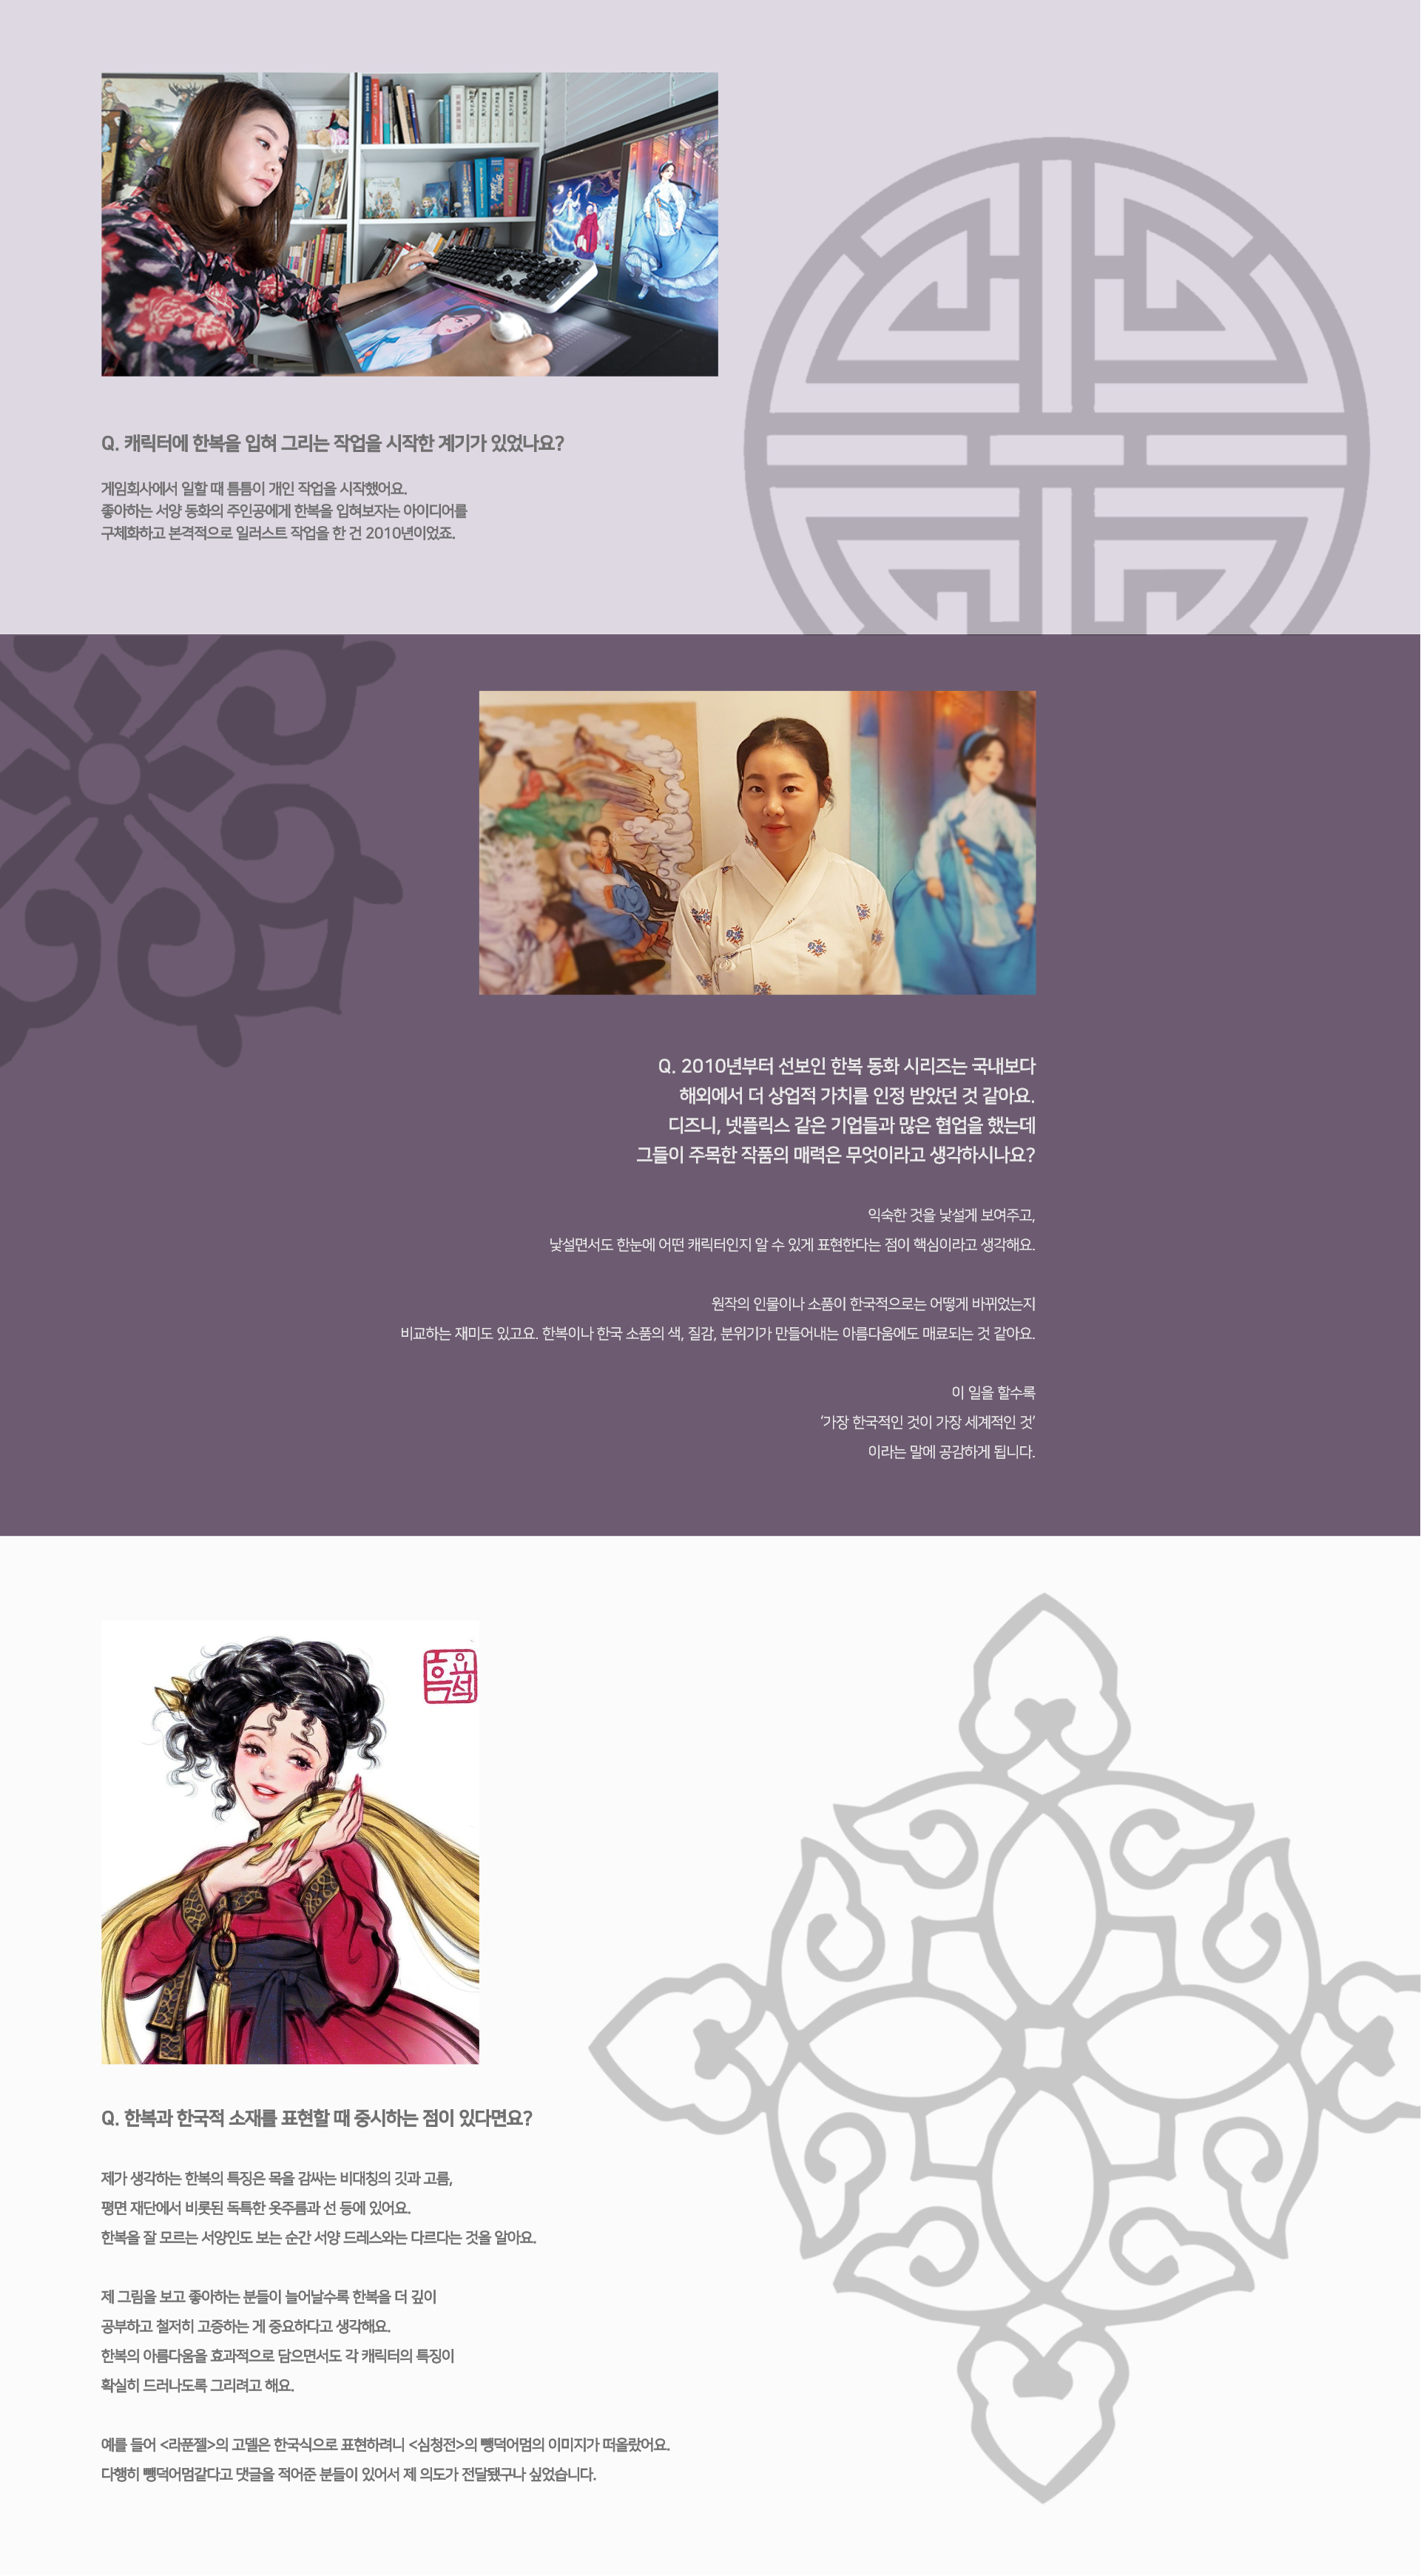 Q. 캐릭터에 한복을 입혀 그리는 작업을 시작한 계기가 있었나요?
게임회사에서 일할 때 틈틈이 개인 작업을 시작했어요.
좋아하는 서양 동화의 주인공에게 한복을 입혀보자는 아이디어를
구체화하고 본격적으로 일러스트 작업을 한 건 2010년이었죠.
Q. 2010년부터 선보인 한복 동화 시리즈는 국내보다
해외에서 더 상업적 가치를 인정 받았던 것 같아요.
디즈니, 넷플릭스 같은 기업들과 많은 협업을 했는데
그들이 주목한 작품의 매력은 무엇이라고 생각하시나요?
익숙한 것을 낯설게 보여주고,
낯설면서도 한눈에 어떤 캐릭터인지 알 수 있게 표현한다는 점이 핵심이라고 생각해요.
원작의 인물이나 소품이 한국적으로는 어떻게 바뀌었는지
비교하는 재미도 있고요. 한복이나 한국 소품의 색, 질감, 분위기가 만들어내는 아름다움에도 매료되는 것 같아요.
이 일을 할수록
‘가장 한국적인 것이 가장 세계적인 것’
이라는 말에 공감하게 됩니다.
흑요석
Q. 한복과 한국적 소재를 표현할 때 중시하는 점이 있다면요?
제가 생각하는 한복의 특징은 목을 감싸는 비대칭의 깃과 고름,
평면 재단에서 비롯된 독특한 옷주름과 선 등에 있어요.
한복을 잘 모르는 서양인도 보는 순간 서양 드레스와는 다르다는 것을 알아요.
제 그림을 보고 좋아하는 분들이 늘어날수록 한복을 더 깊이
공부하고 철저히 고증하는 게 중요하다고 생각해요.
한복의 아름다움을 효과적으로 담으면서도 각 캐릭터의 특징이
확실히 드러나도록 그리려고 해요.
예를 들어 <라푼젤>의 고델은 한국식으로 표현하려니 <심청전>의 뺑덕어멈의 이미지가 떠올랐어요.
다행히 뺑덕어멈같다고 댓글을 적어준 분들이 있어서 제 의도가 전달됐구나 싶었습니다.